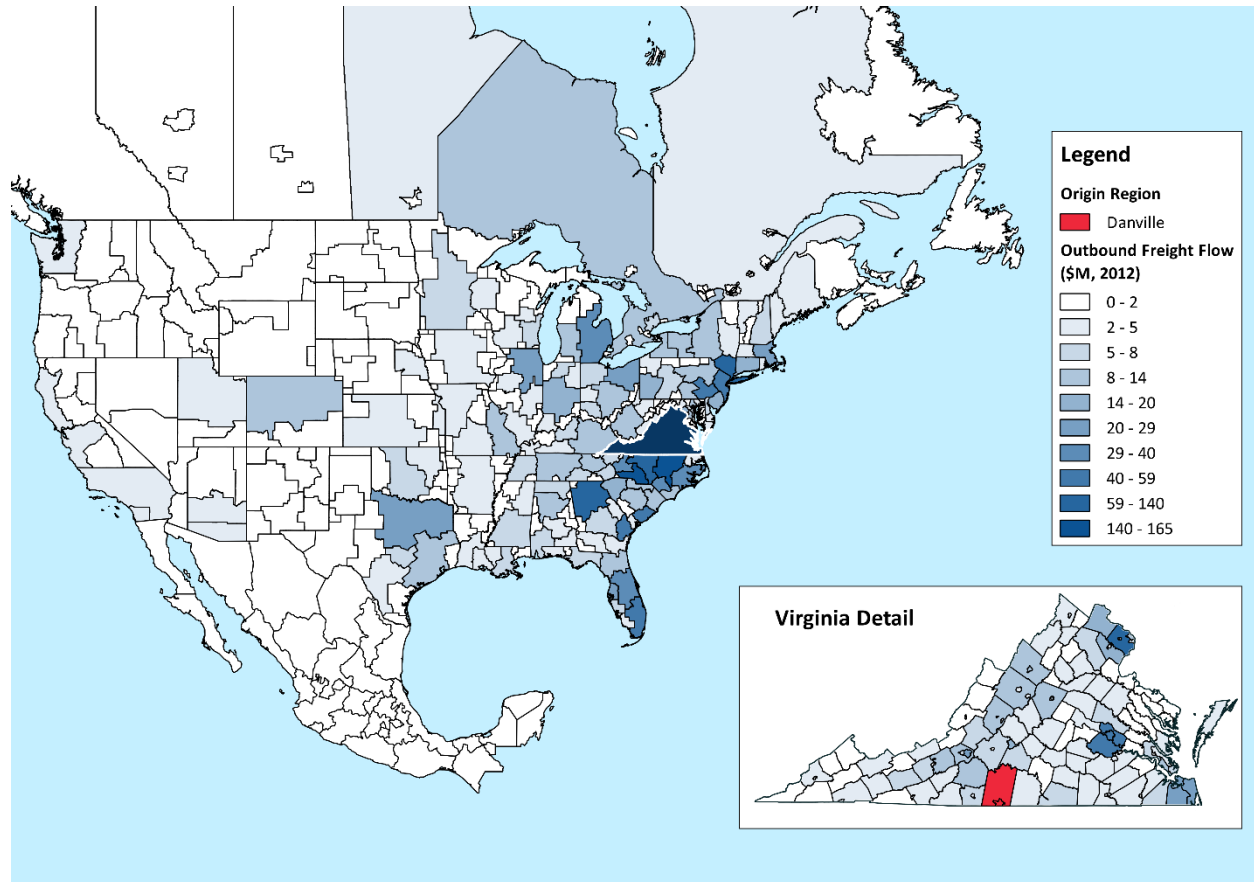 Legend
Origin Region
Danville
Outbound Freight Flow
($M, 2012)
0 - 2
2 - 5
5 - 8
8 - 14
14 - 20
20 - 29
29 - 40
40 - 59
59 - 140
140 - 165
Virginia Detail